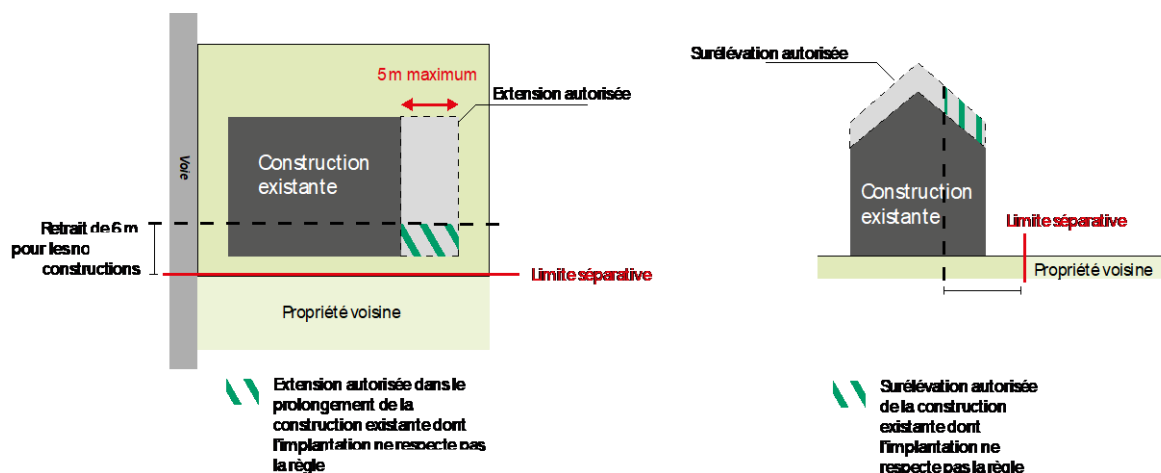 5 m maximum
Extension autorisée
Voie
Construction
existante
Retrait de 6 m
pour les no
constructions
Limite séparative
Propriété voisine
Extension autorisée dans le
prolongement de la
construction existante dont
l'implantation ne respecte pas
la règle
Surélévation autorisée
Construction
existante
Limite séparative
Propriété voisine
Surélévation autorisée
de la construction
existante dont
l'implantation ne
respecte pas la règle